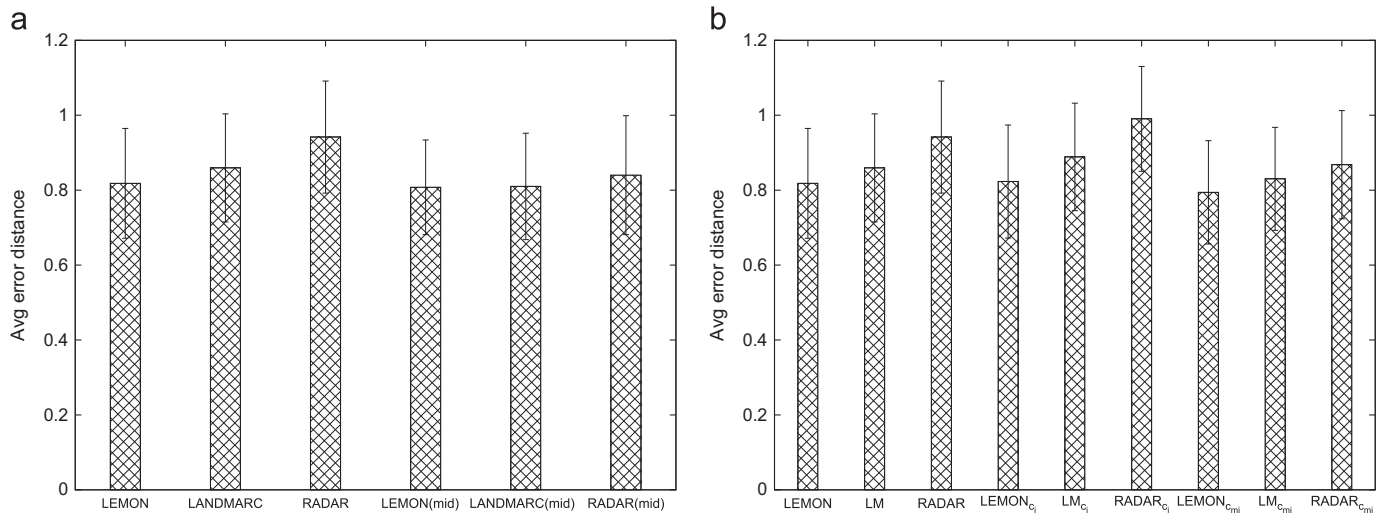 a
1.2
1
0.8
0.6
0.4
0.2
0
Avg error distance
LEMON LANDMARC RADAR LEMON(mid) LANDMARC(mid) RADAR(mid)
b
1.2
1
0.8
0.6
0.4
0.2
0
Avg error distance
LEMON LM RADAR LEMONci LMci RADARci LEMONcmi LMcmi RADARcmi